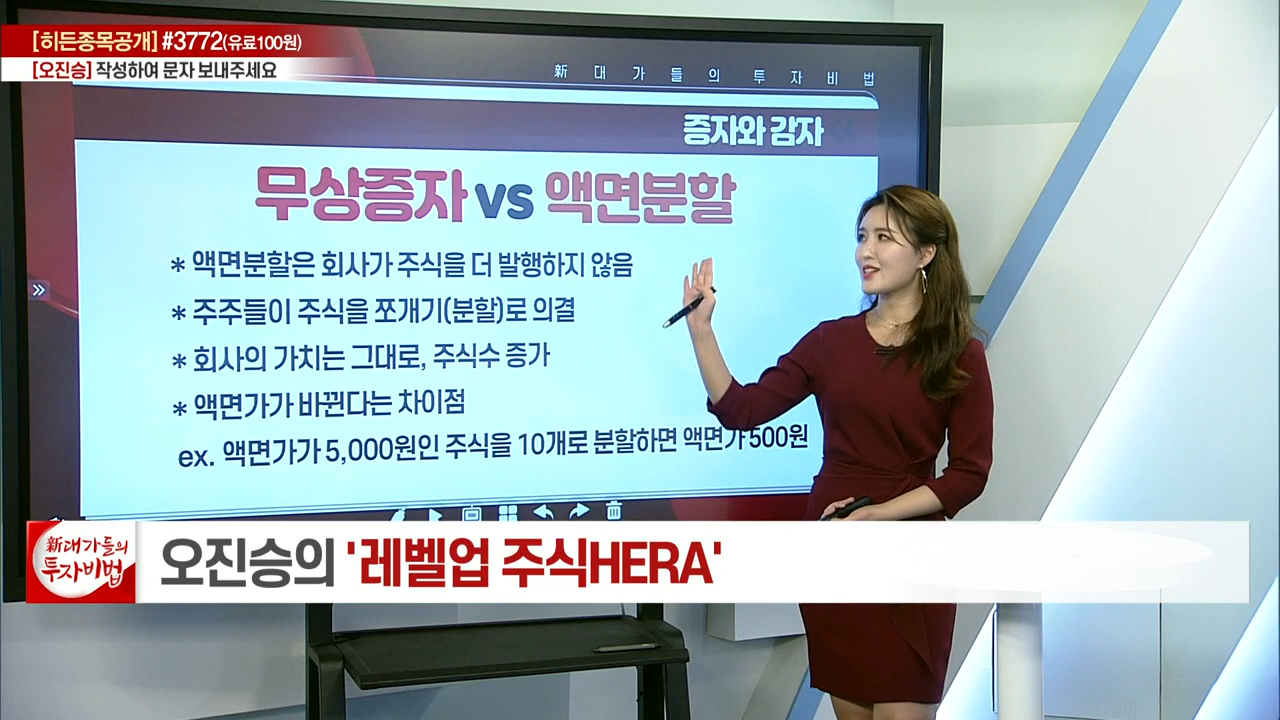 [히든종목공개] #3772(유료100원)
[오진승] 작성하여 문자 보내주세요
新대가들의 투자비법
증자와 감자
무상증자 vs 액면분할
* 액면분할은 회사가 주식을 더 발행하지 않음
* 주주들이 주식을 쪼개기(분할)로 의결
* 회사의 가치는 그대로, 주식수 증가
* 액면가가 바뀐다는 차이점
ex. 액면가가 5,000원인 주식을 10개로 분할하면 액면가 500원
新대가들의
투자비법
오진승의 '레벨업 주식HERA'